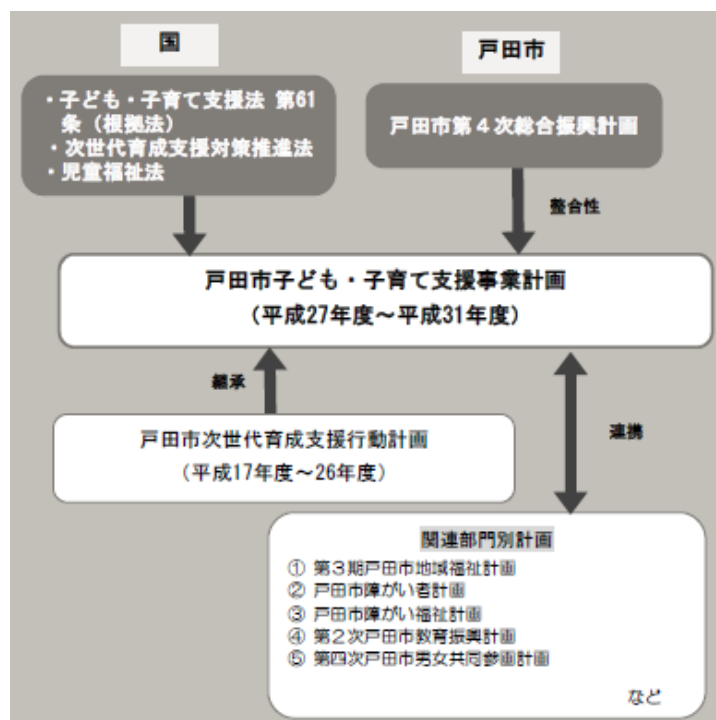 国
戸田市
・子ども・子育て支援法 第61
条（根拠法）
・次世代育成支援対策推進法
・児童福祉法
戸田市第４次総合振興計画
整合性
戸田市子ども・子育て支援事業計画
（平成27年度～平成31年度）
継承
戸田市次世代育成支援行動計画
（平成17年度～26年度）
連携
関連部門別計画
① 第３期戸田市地域福祉計画
② 戸田市障がい者計画
③ 戸田市障がい福祉計画
④ 第２次戸田市教育振興計画
⑤ 第四次戸田市男女共同参画計画
など